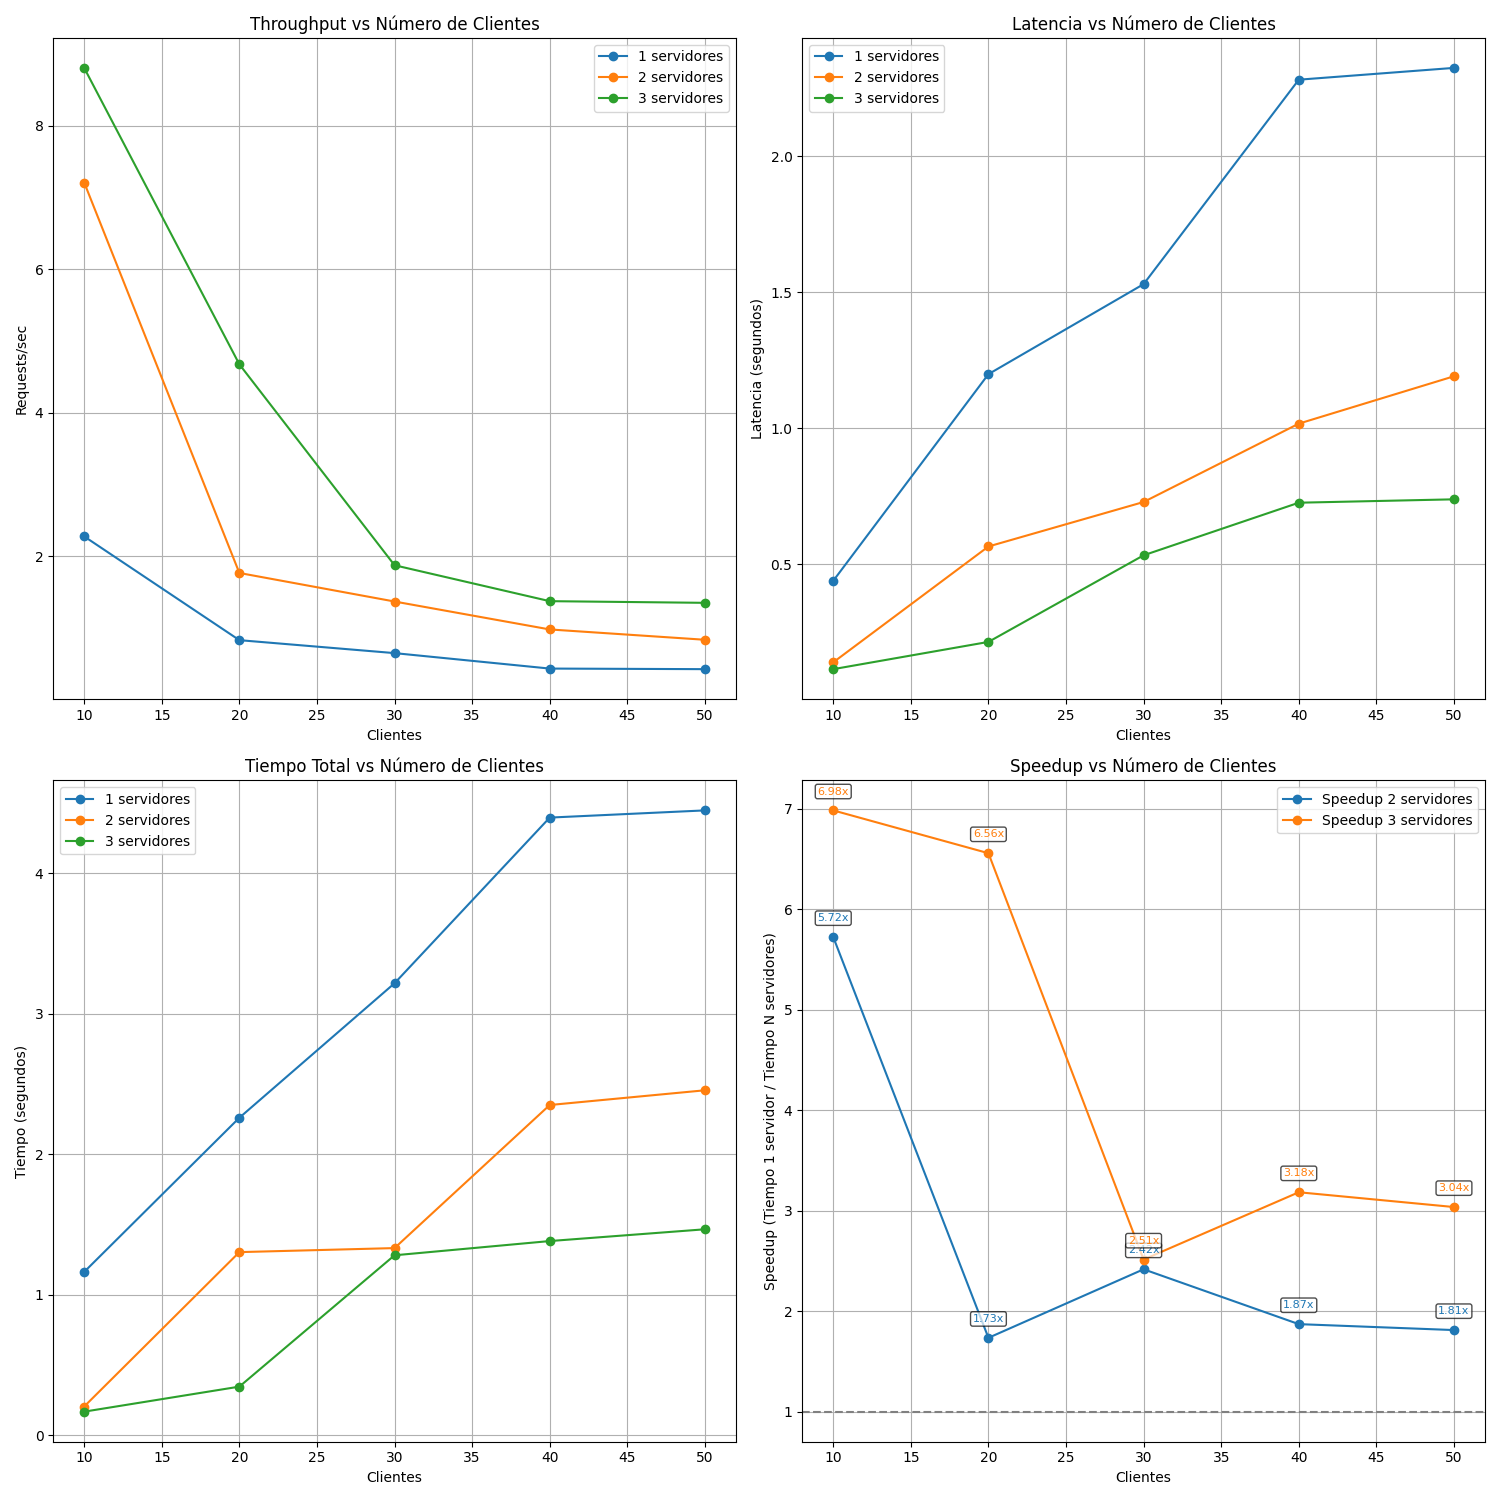 Throughput vs Número de Clientes
1 servidores
2 servidores
3 servidores
Requests/sec
8
6
4
2
10 15 20 25 30 35 40 45 50
Clientes
Latencia vs Número de Clientes
1 servidores
2 servidores
3 servidores
Latencia (segundos)
2.0
1.5
1.0
0.5
10 15 20 25 30 35 40 45 50
Clientes
Tiempo Total vs Número de Clientes
1 servidores
2 servidores
3 servidores
Tiempo (segundos)
4
3
2
1
0
10 15 20 25 30 35 40 45 50
Clientes
Speedup vs Número de Clientes
Speedup 2 servidores
Speedup 3 servidores
Speedup (Tiempo 1 servidor / Tiempo N servidores)
7
6
5
4
3
2
1
6.98x
6.56x
5.72x
3.18x
3.04x
2.51x
2.42x
1.73x
1.87x
1.81x
10 15 20 25 30 35 40 45 50
Clientes